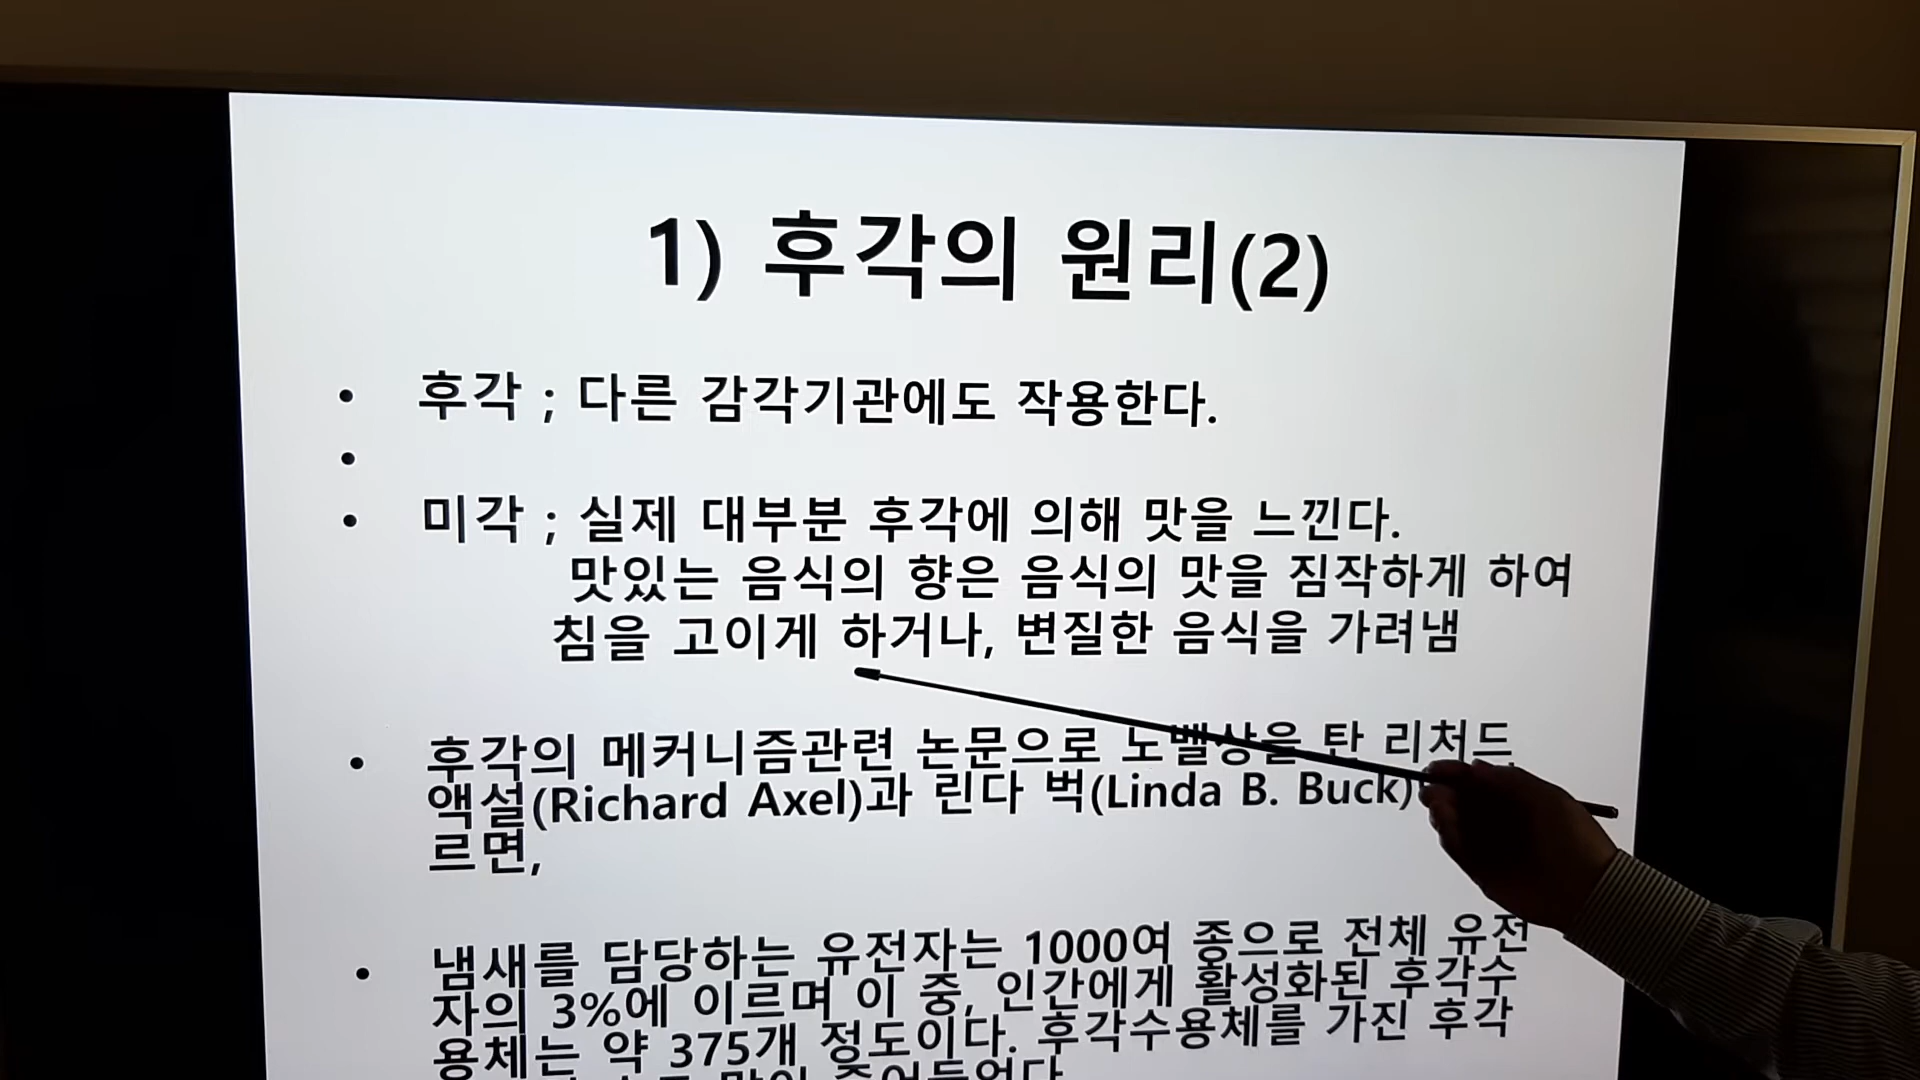 1) 후각의 원리(2)
• 후각 ; 다른 감각기관에도 작용한다.
•
• 미각 ; 실제 대부분 후각에 의해 맛을 느낀다.
맛있는 음식의 향은 음식의 맛을 짐작하게 하여
침을 고이게 하거나, 변질한 음식을 가려냄
• 후각의 메커니즘관련 논문으로 노벨상을 탄 리처드
액설(Richard Axel)과 린다 벅(Linda B. Buck)
르면,
• 냄새를 담당하는 유전자는 1000여 종으로 전체 유전
자의 3%에 이르며 이 중, 인간에게 활성화된 후각수
용체는 약 375개 정도이다. 후각수용체를 가진 후각
많이 줄어들었다